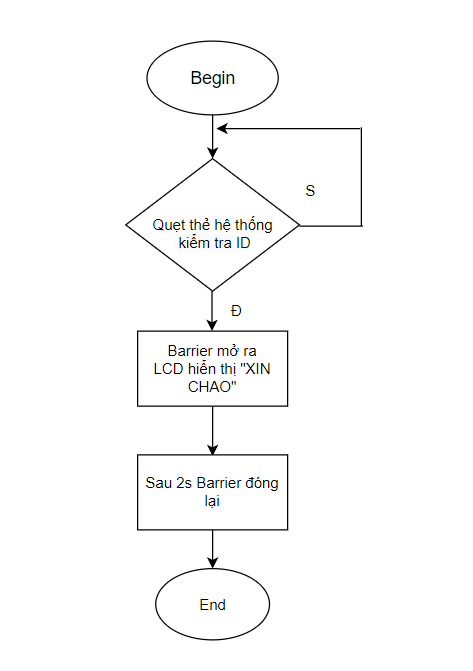 Begin
S
Quẹt thẻ hệ thống
kiểm tra ID
Đ
Barrier mở ra
LCD hiển thị "XIN
CHAO"
Sau 2s Barrier đóng
lại
End